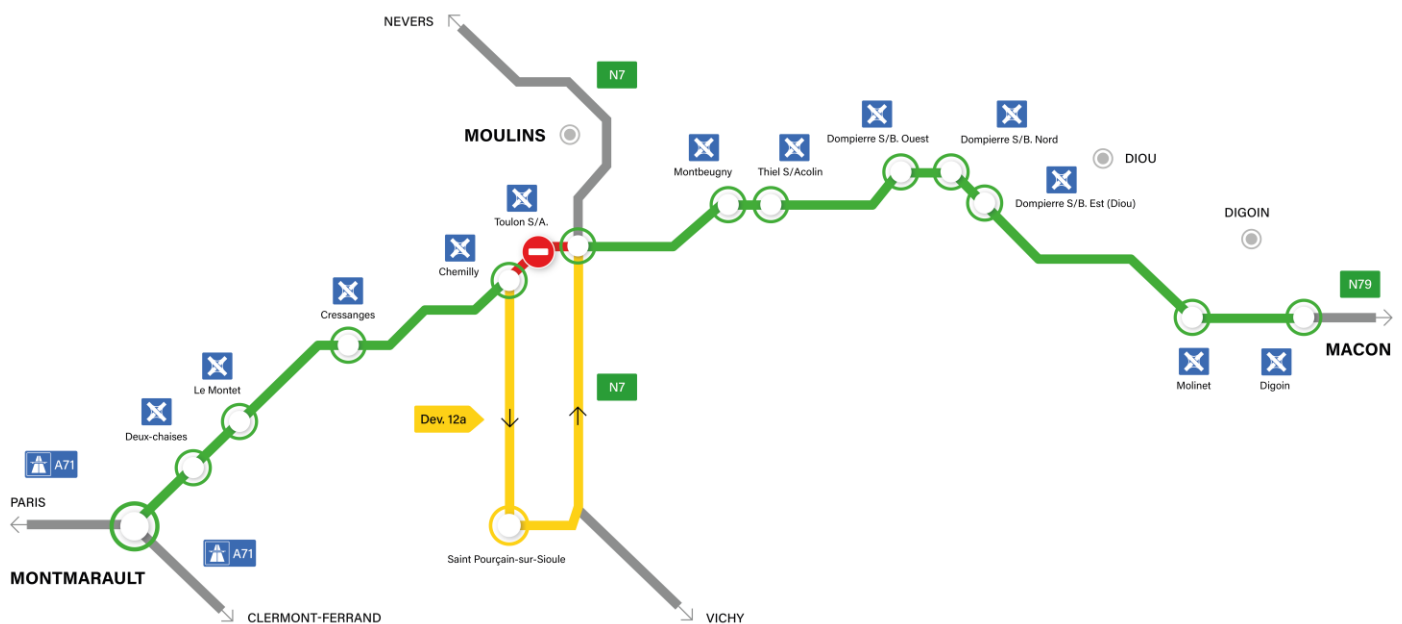 NEVERS
N7
MOULINS
Dompierre S/B. Ouest
Dompierre S/B. Nord
Montbeugny
Thiel S/Acolin
DIOU
Dompierre S/B. Est (Diou)
Toulon S/A.
DIGOIN
Chemilly
N79
Cressanges
MACON
Le Montet
Molinet
Digoin
N7
Dev. 12a
Deux-chaises
A71
PARIS
A71
Saint Pourçain-sur-Sioule
MONTMARAULT
CLERMONT-FERRAND
VICHY